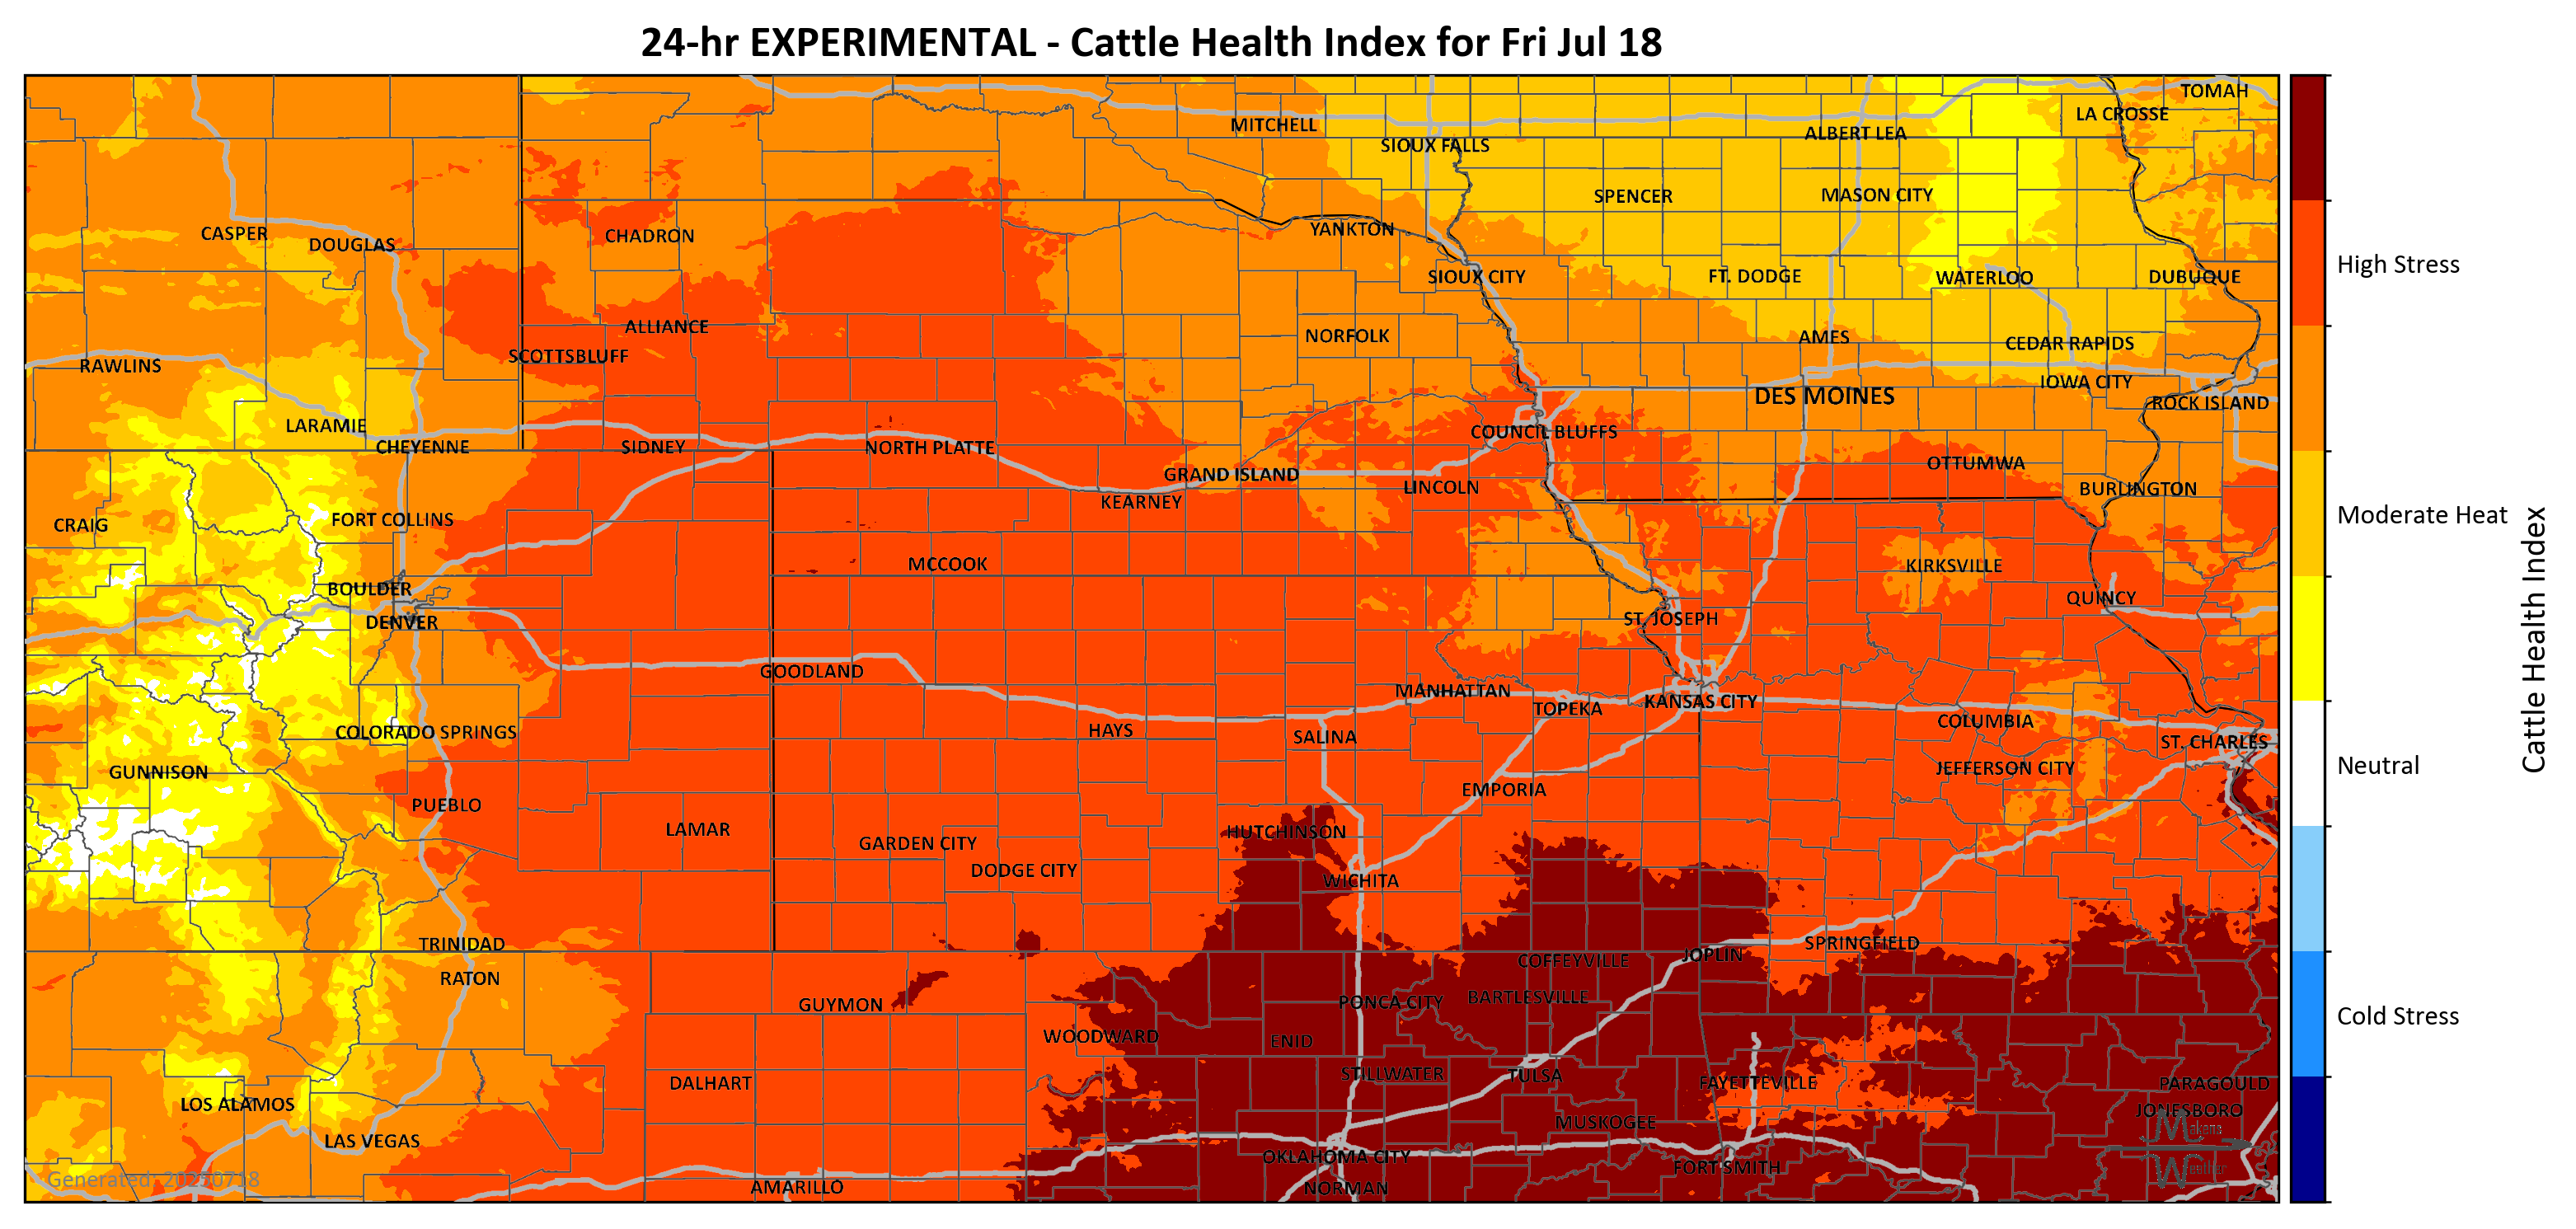 24-hr EXPERIMENTAL - Cattle Health Index for Fri Jul 18
TOMAH
LA CROSSE
MITCHELL
ALBERT LEA
SIOUX FALLS
SPENCER
MASON CITY
CASPER
DOUGLAS
CHADRON
YANKTON
SIOUX CITY
FT. DODGE
WATERLOO
DUBUQUE
High Stress
ALLIANCE
NORFOLK
AMES
CEDAR RAPIDS
SCOTTSBLUFF
RAWLINS
IOWA CITY
DES MOINES
ROCK ISLAND
LARAMIE
COUNCIL BLUFFS
CHEYENNE
SIDNEY
NORTH PLATTE
GRAND ISLAND
OTTUMWA
LINCOLN
BURLINGTON
KEARNEY
CRAIG
FORT COLLINS
Moderate Heat
MCCOOK
KIRKSVILLE
BOULDER
QUINCY
DENVER
ST. JOSEPH
Cattle Health Index
GOODLAND
MANHATTAN
KANSAS CITY
TOPEKA
COLUMBIA
COLORADO SPRINGS
HAYS
SALINA
ST. CHARLES
GUNNISON
JEFFERSON CITY
Neutral
EMPORIA
PUEBLO
LAMAR
HUTCHINSON
GARDEN CITY
DODGE CITY
WICHITA
TRINIDAD
SPRINGFIELD
JOPLIN
COFFEYVILLE
RATON
BARTLESVILLE
PONCA CITY
GUYMON
Cold Stress
WOODWARD
ENID
STILLWATER
TULSA
DALHART
FAYETTEVILLE
PARAGOULD
LOS ALAMOS
JONESBORO
MUSKOGEE
Makens
LAS VEGAS
OKLAHOMA CITY
FORT SMITH
Weather
Generated: 20250718
AMARILLO
NORMAN